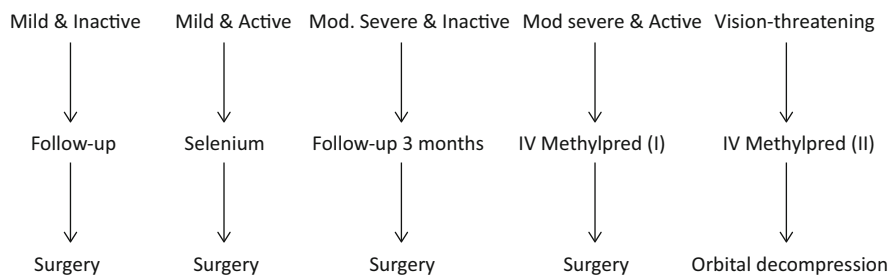 Mild & Inactive Mild & Active Mod. Severe & Inactive Mod severe & Active Vision-threatening
Follow-up Selenium Follow-up 3 months IV Methylpred (I) IV Methylpred (II)
Surgery Surgery Surgery Surgery Orbital decompression